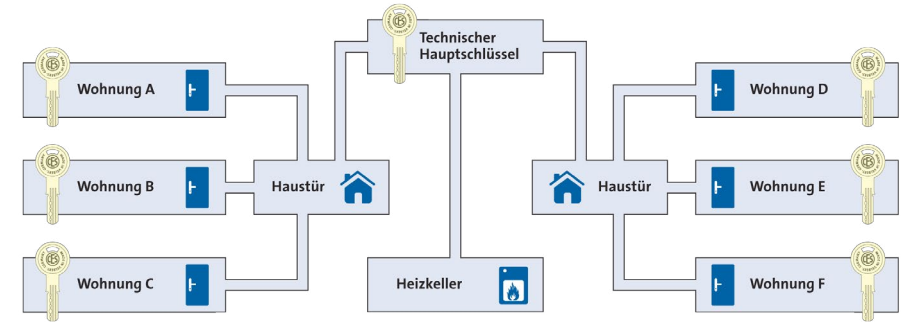 Technischer
Hauptschlüssel
Wohnung A
Wohnung D
Wohnung B
Haustür
Haustür
Wohnung E
Wohnung C
Heizkeller
Wohnung F